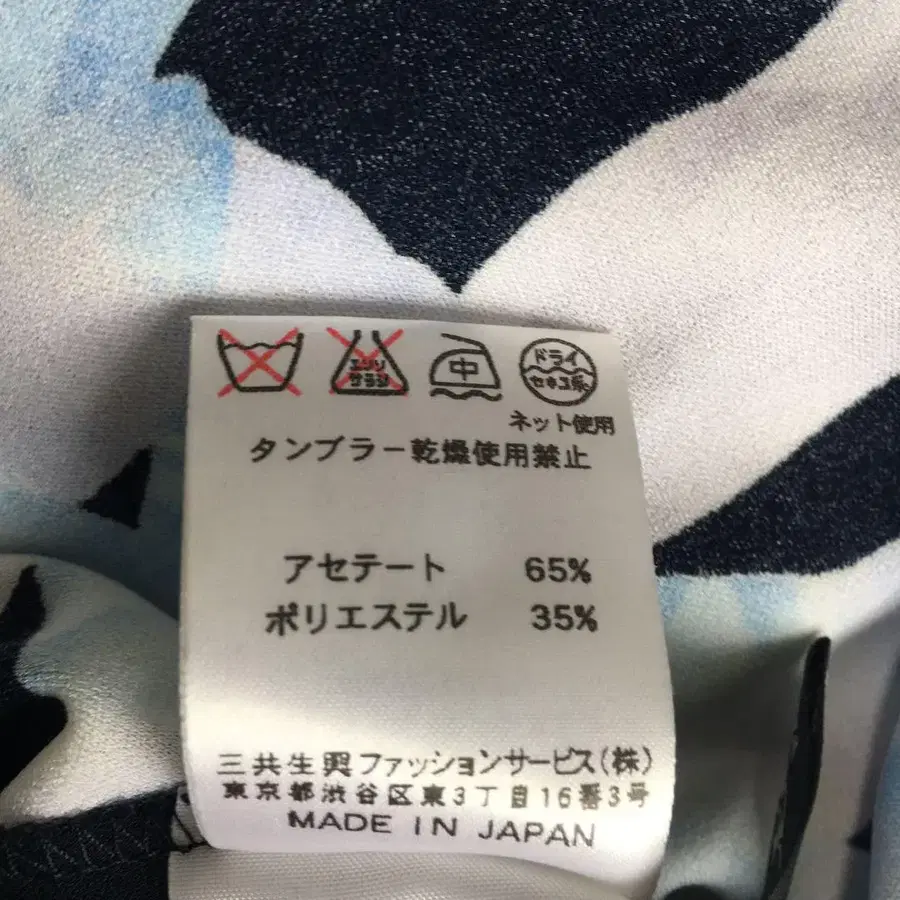 エンソ サラシ
中
ドライ
セキユ系
ネット使用
タンブラー乾燥使用禁止
アセテート 65%
ポリエステル 35%
三共生興ファッションサービス(株)
東京都渋谷区東3丁目16番3号
MADE IN JAPAN